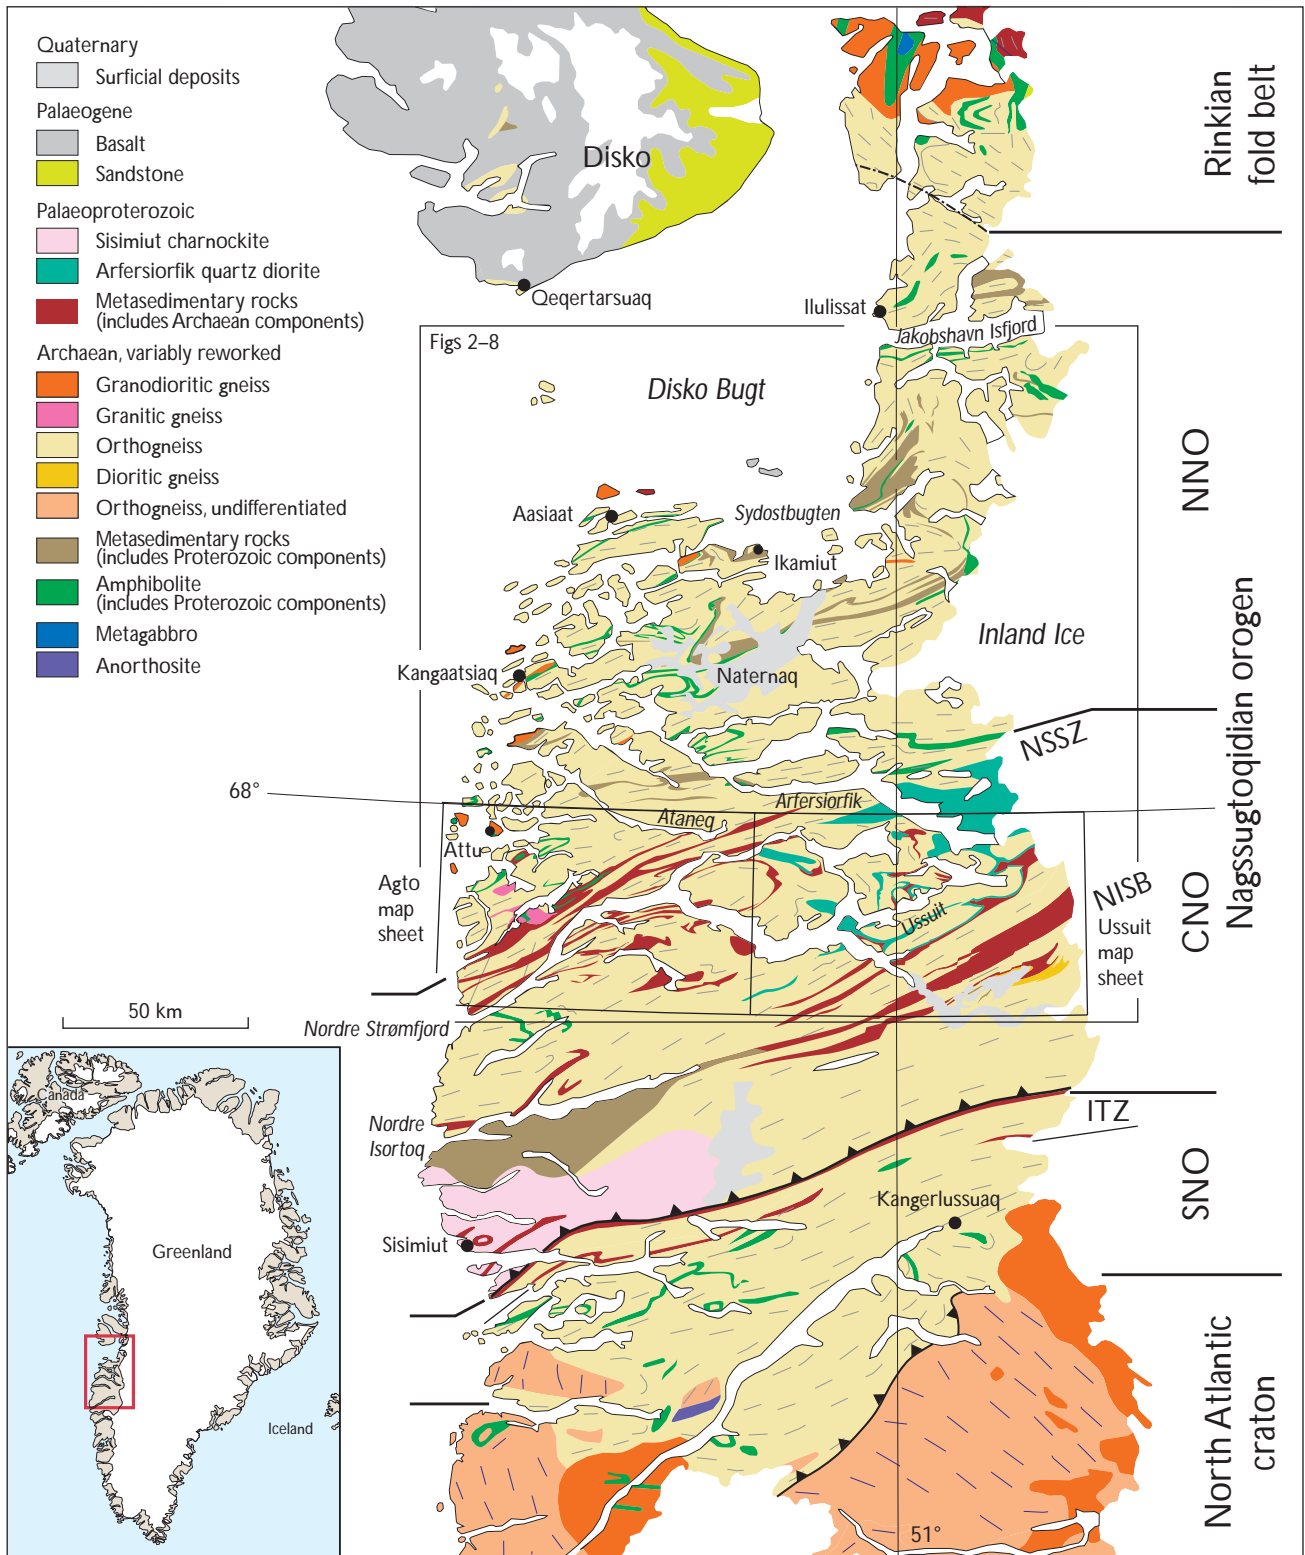 Quaternary
Surficial deposits
Palaeogene
Basalt
Sandstone
Palaeoproterozoic
Sisimiut charnockite
Arfersiorfik quartz diorite
Metasedimentary rocks
(includes Archaean components)
Archaean, variably reworked
Granodioritic gneiss
Granitic gneiss
Orthogneiss
Dioritic gneiss
Orthogneiss, undifferentiated
Metasedimentary rocks
(includes Proterozoic components)
Amphibolite
(includes Proterozoic components)
Metagabbro
Anorthosite
Disko
Qeqertarsuaq
Ilulissat
Jakobshavn Isfjord
Figs 2–8
Disko Bugt
Aasiaat
Sydostbugten
Ikamiut
Inland Ice
Kangaatsiaq
Naternaq
NSSZ
68°
Arfersiorfik
Ataneq
Attu
Agto
map
sheet
NISB
Ussuit
Ussuit
map
sheet
50 km
Nordre Strømfjord
Nordre
Isortoq
ITZ
Kangerlussuaq
Sisimiut
51°
Rinkian
fold belt
NNO
Nagssugtoqidian orogen
CNO
SNO
North Atlantic
craton
Canada
Greenland
Iceland